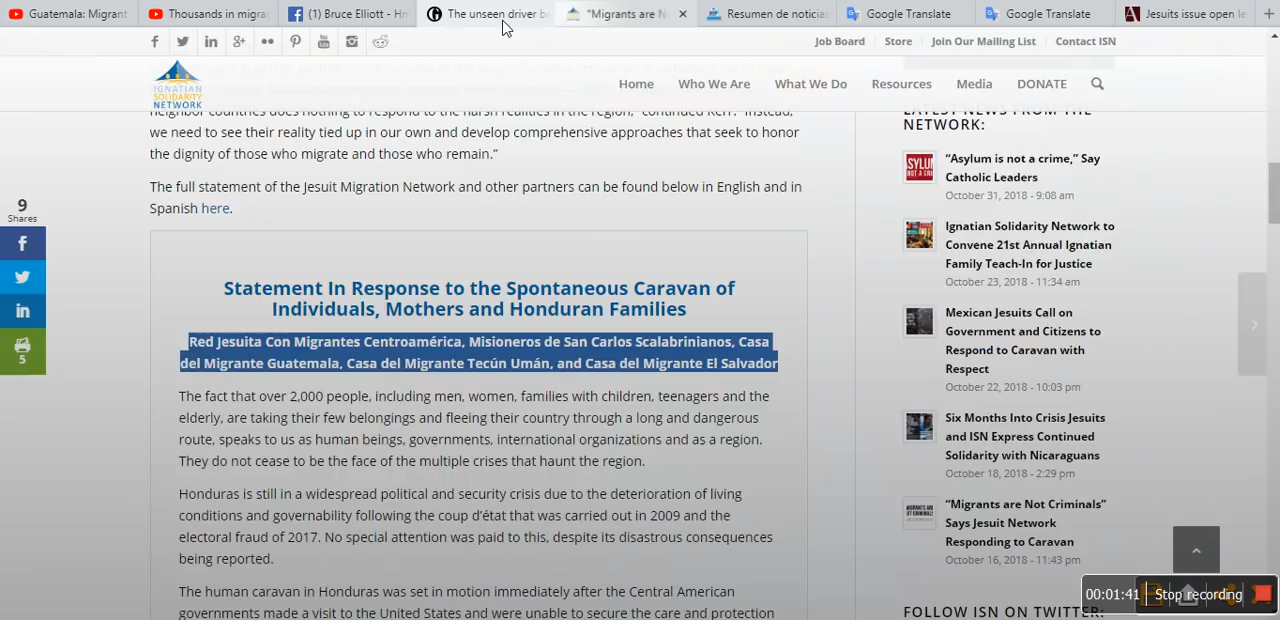 Guatemala: Migrant
Thousands in migra
(1) Bruce Elliott - Hn
The unseen driver b
"Migrants are N
Resumen de noticias
Google Translate
Google Translate
Jesuits issue open le
Job Board
Store
Join Our Mailing List
Contact ISN
IGNATIAN
SOLIDARITY
NETWORK
Home
Who We Are
What We Do
Resources
Media
DONATE
neighbor countries does nothing to respond to the harsh realities in the region," continued Kerr. "Instead,
we need to see their reality tied up in our own and develop comprehensive approaches that seek to honor
the dignity of those who migrate and those who remain."
The full statement of the Jesuit Migration Network and other partners can be found below in English and in
Spanish here.
9
Shares
5
Statement In Response to the Spontaneous Caravan of
Individuals, Mothers and Honduran Families
Red Jesuita Con Migrantes Centroamérica, Misioneros de San Carlos Scalabrinianos, Casa
del Migrante Guatemala, Casa del Migrante Tecún Umán, and Casa del Migrante El Salvador
The fact that over 2,000 people, including men, women, families with children, teenagers and the
elderly, are taking their few belongings and fleeing their country through a long and dangerous
route, speaks to us as human beings, governments, international organizations and as a region.
They do not cease to be the face of the multiple crises that haunt the region.
Honduras is still in a widespread political and security crisis due to the deterioration of living
conditions and governability following the coup d'état that was carried out in 2009 and the
electoral fraud of 2017. No special attention was paid to this, despite its disastrous consequences
being reported.
The human caravan in Honduras was set in motion immediately after the Central American
governments made a visit to the United States and were unable to secure the care and protection
LATEST NEWS FROM THE
NETWORK:
"Asylum is not a crime," Say
Catholic Leaders
October 31, 2018 - 9:08 am
Ignatian Solidarity Network to
Convene 21st Annual Ignatian
Family Teach-In for Justice
October 23, 2018 - 11:34 am
Mexican Jesuits Call on
Government and Citizens to
Respond to Caravan with
Respect
October 22, 2018 - 10:03 pm
Six Months Into Crisis Jesuits
and ISN Express Continued
Solidarity with Nicaraguans
October 18, 2018 - 2:29 pm
"Migrants are Not Criminals"
Says Jesuit Network
Responding to Caravan
October 16, 2018 - 11:43 pm
FOLLOW ISN ON TWITTER:
00:01:41
Stop recording